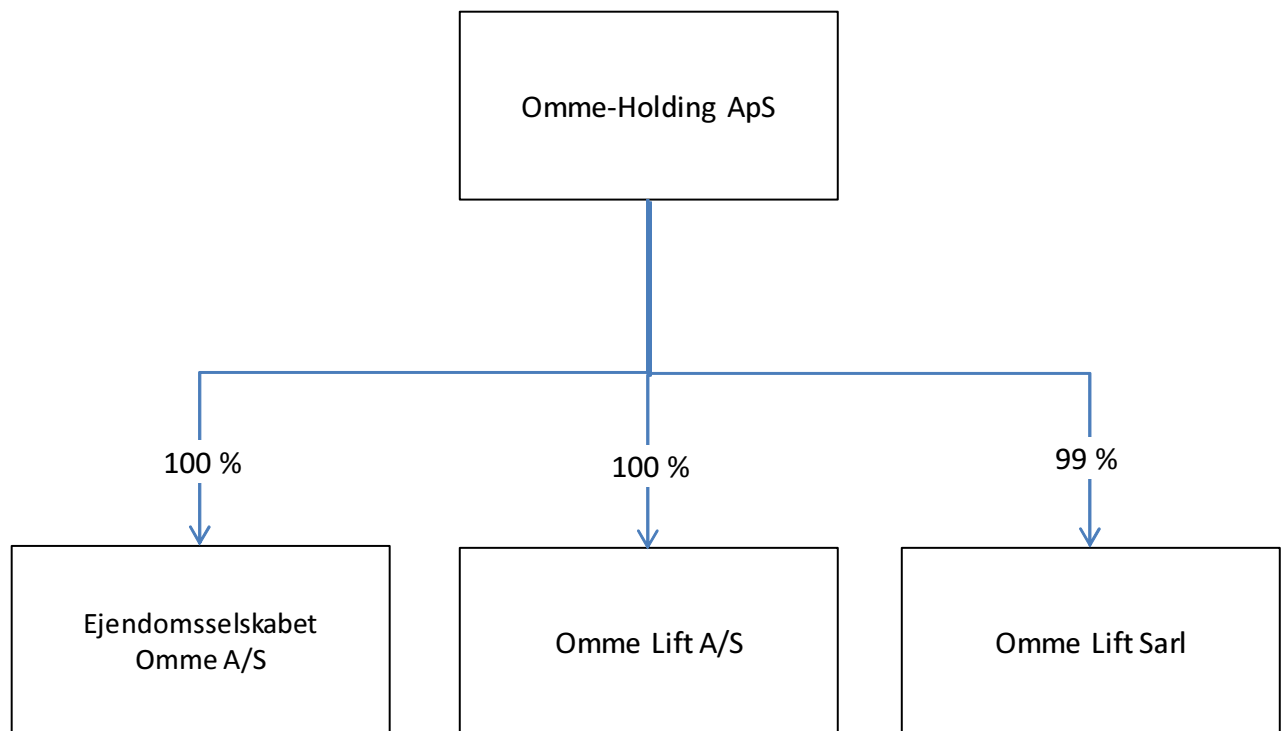 Omme-Holding ApS
100 %
100 %
99 %
Ejendomsselskabet
Omme A/S
Omme Lift A/S
Omme Lift Sarl